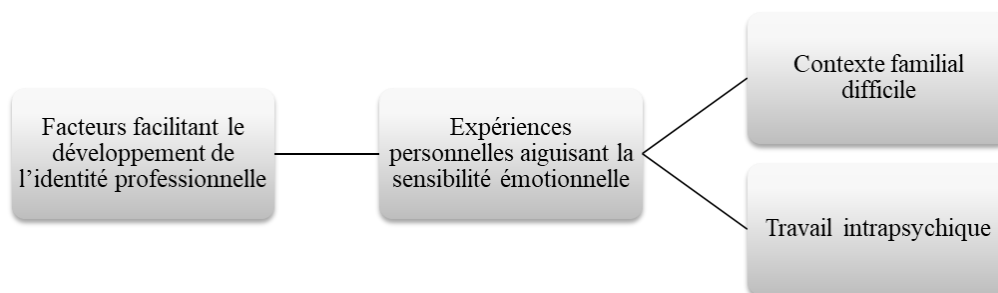 Facteurs facilitant le
développement de
l’identité professionnelle
Expériences
personnelles aiguisant la
sensibilité émotionnelle
Contexte familial
difficile
Travail intrapsychique